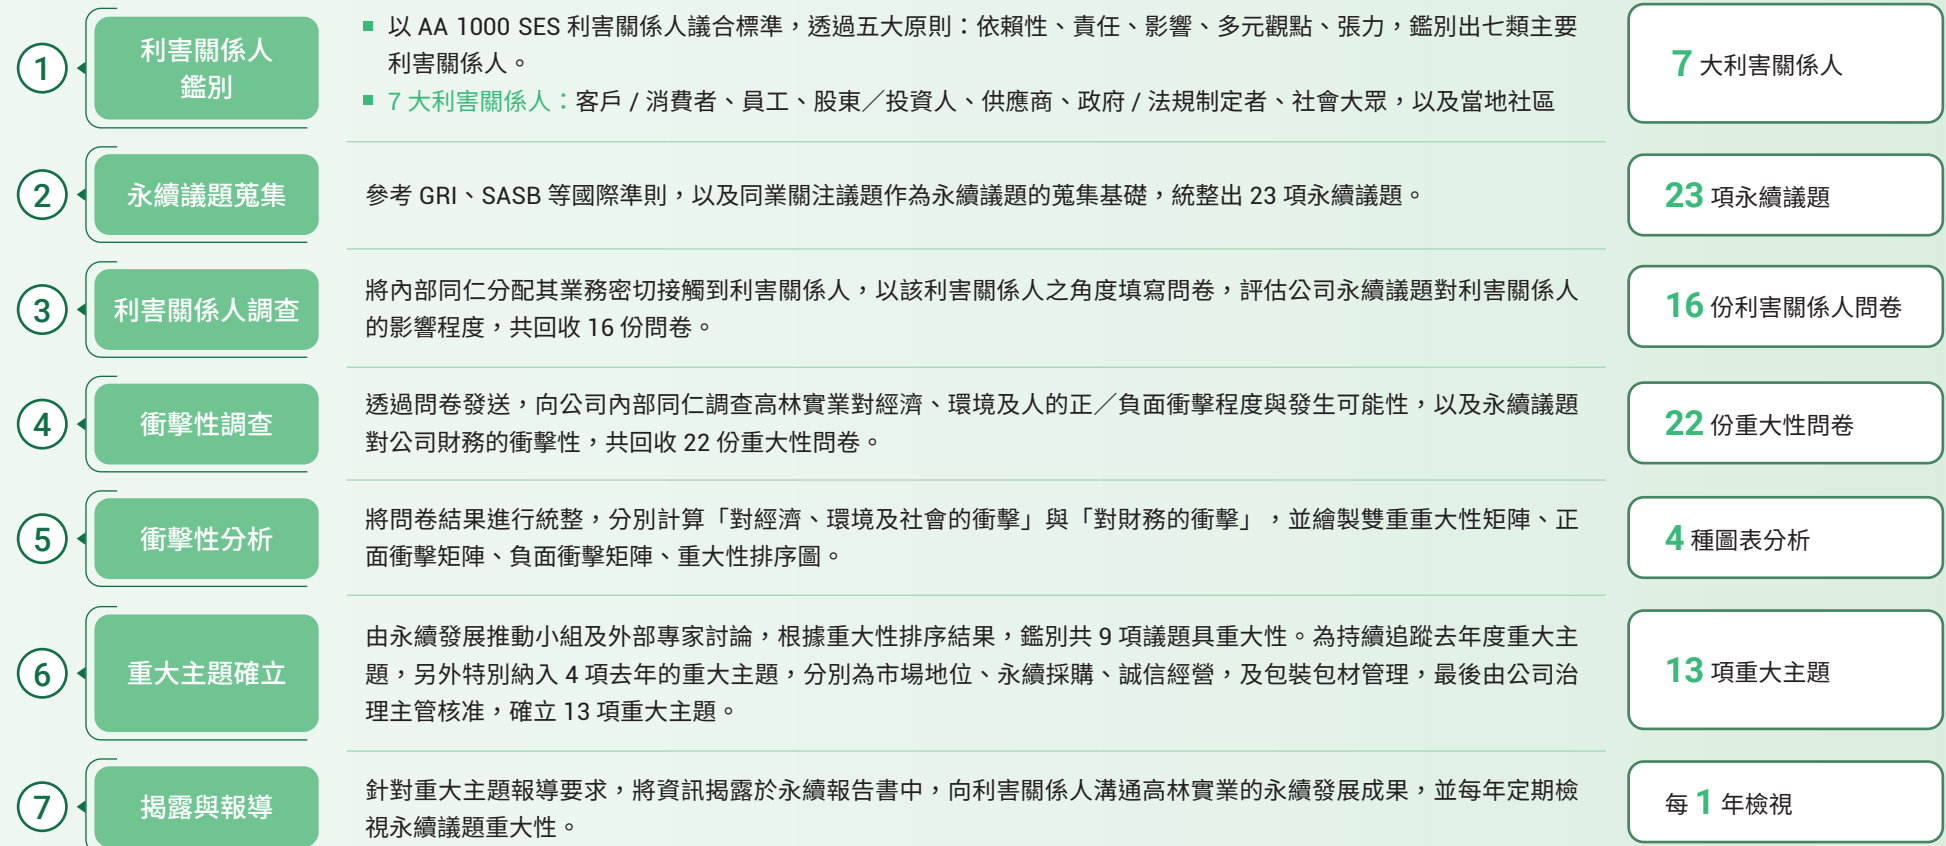 1
利害關係人
鑑別
以 AA 1000 SES 利害關係人議合標準，透過五大原則：依賴性、責任、影響、多元觀點、張力，鑑別出七類主要
利害關係人。
7 大利害關係人：客戶 / 消費者、員工、股東／投資人、供應商、政府 / 法規制定者、社會大眾，以及當地社區
7 大利害關係人
2
永續議題蒐集
參考 GRI、SASB 等國際準則，以及同業關注議題作為永續議題的蒐集基礎，統整出 23 項永續議題。
23 項永續議題
3
利害關係人調查
將內部同仁分配其業務密切接觸到利害關係人，以該利害關係人之角度填寫問卷，評估公司永續議題對利害關係人
的影響程度，共回收 16 份問卷。
16 份利害關係人問卷
4
衝擊性調查
透過問卷發送，向公司內部同仁調查高林實業對經濟、環境及人的正／負面衝擊程度與發生可能性，以及永續議題
對公司財務的衝擊性，共回收 22 份重大性問卷。
22 份重大性問卷
5
衝擊性分析
將問卷結果進行統整，分別計算「對經濟、環境及社會的衝擊」與「對財務的衝擊」，並繪製雙重重大性矩陣、正
面衝擊矩陣、負面衝擊矩陣、重大性排序圖。
4 種圖表分析
6
重大主題確立
由永續發展推動小組及外部專家討論，根據重大性排序結果，鑑別共 9 項議題具重大性。為持續追蹤去年度重大主
題，另外特別納入 4 項去年的重大主題，分別為市場地位、永續採購、誠信經營，及包裝包材管理，最後由公司治
理主管核准，確立 13 項重大主題。
13 項重大主題
7
揭露與報導
針對重大主題報導要求，將資訊揭露於永續報告書中，向利害關係人溝通高林實業的永續發展成果，並每年定期檢
視永續議題重大性。
每 1 年檢視